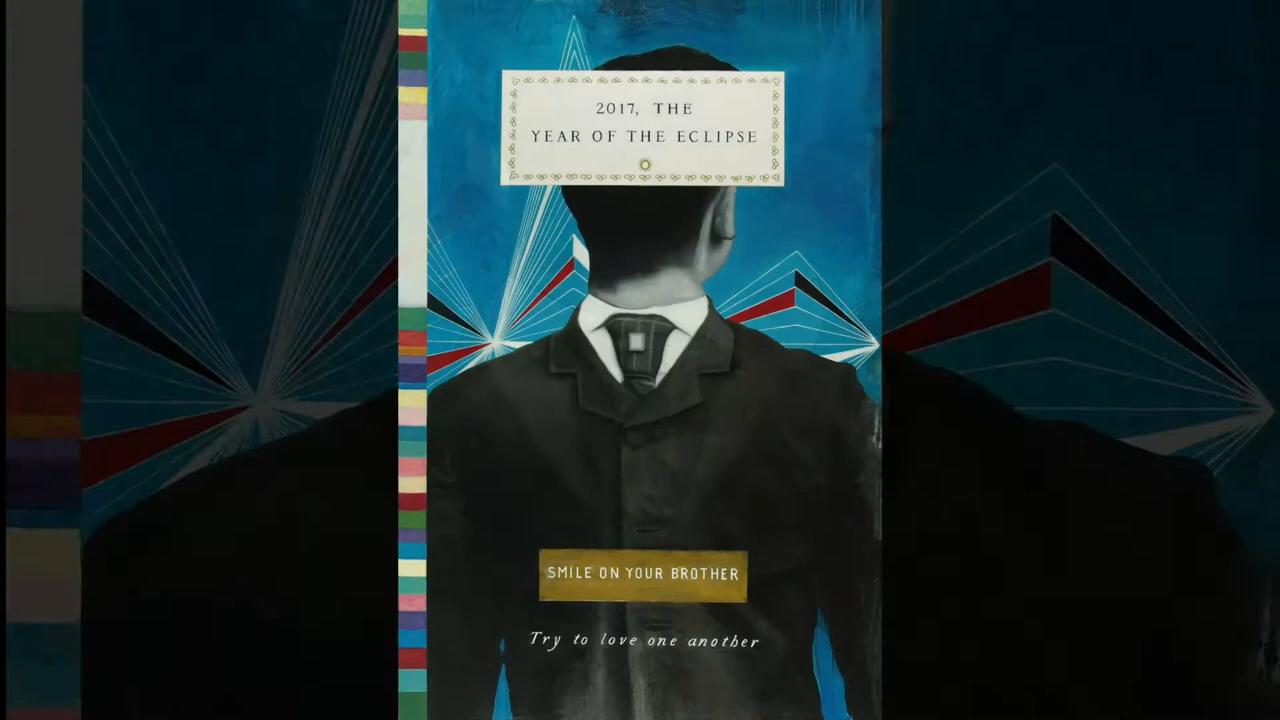 2017, THE
YEAR OF THE ECLIPSE
SMILE ON YOUR BROTHER
Try to love one another